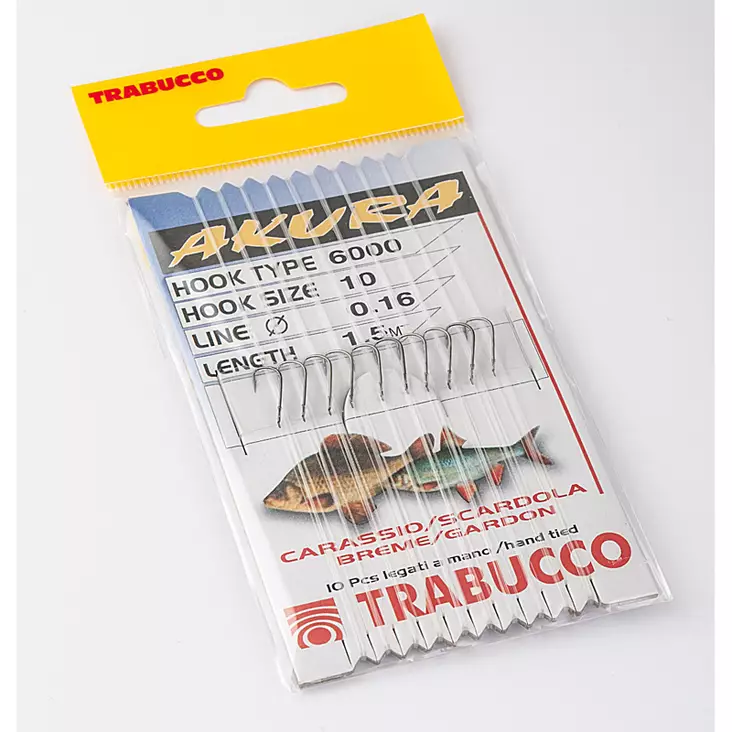 TRABUCCO
AKURA
HOOK TYPE 6000
HOOK SIZE 10
LINE Ø 0.16
LENGTH 1.5M
CARASSIO/SCARDOLA
BREME/GARDON
10 Pcs legati a mano/hand tied
TRABUCCO